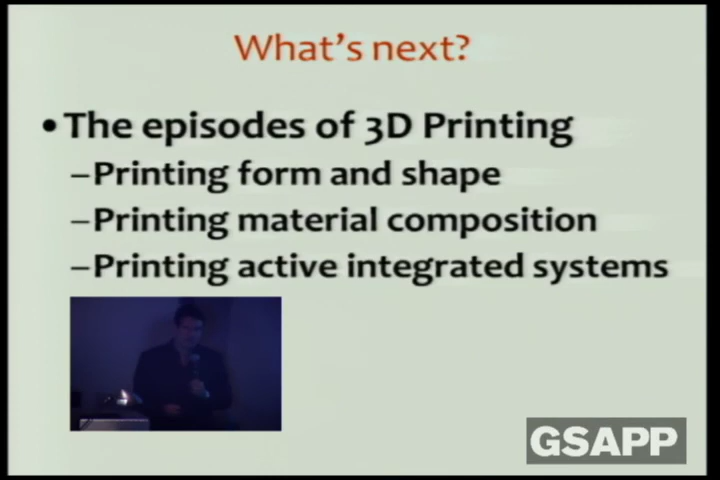 What's next?
•The episodes of 3D Printing
–Printing form and shape
–Printing material composition
–Printing active integrated systems
GSAPP